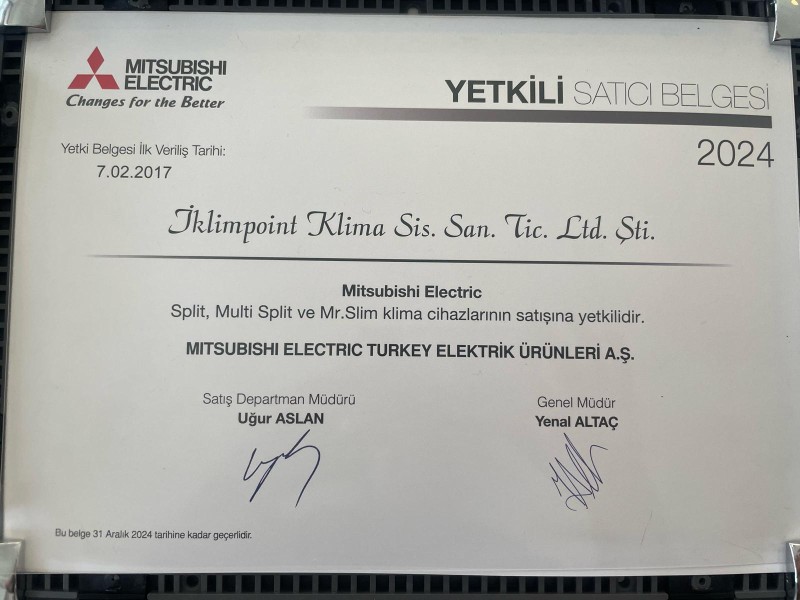 MITSUBISHI
ELECTRIC
Changes for the Better
YETKİLİ SATICI BELGESİ
2024
Yetki Belgesi İlk Veriliş Tarihi:
7.02.2017
İklimpoint Klima Sis. San. Tic. Ltd. Şti.
Mitsubishi Electric
Split, Multi Split ve Mr.Slim klima cihazlarının satışına yetkilidir.
MITSUBISHI ELECTRIC TURKEY ELEKTRİK ÜRÜNLERİ A.Ş.
Satış Departman Müdürü
Uğur ASLAN
Genel Müdür
Yenal ALTAÇ
Bu belge 31 Aralık 2024 tarihine kadar geçerlidir.